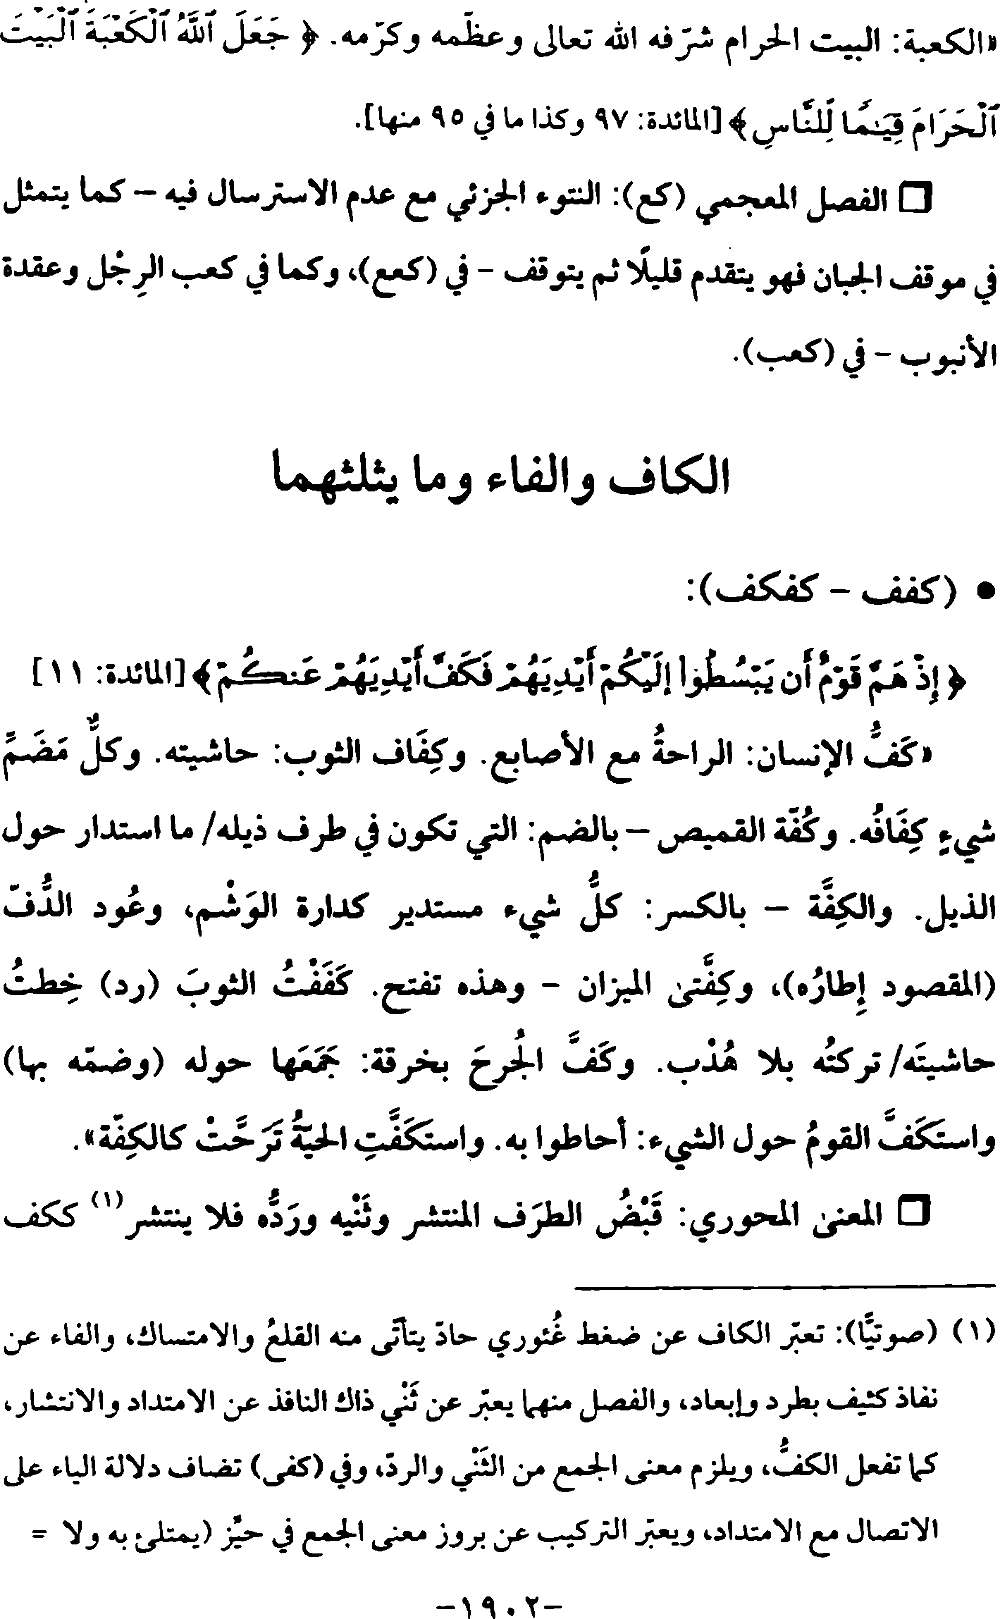 «الكعبة: البيت الحرام شرّفه الله تعالى وعظّمه وكرّمه. ﴿ جَعَلَ ٱللَّهُ ٱلْكَعْبَةَ ٱلْبَيْتَ
ٱلْحَرَامَ قِيَـٰمًا لِّلنَّاسِ ﴾ [المائدة: ٩٧ وكذا ما في ٩٥ منها].
❒ الفصل المعجمي (كع): النتوء الجزئي مع عدم الاسترسال فيه – كما يتمثل
في موقف الجبان فهو يتقدم قليلًا ثم يتوقف - في (كعع)، وكما في كعب الرِجْل وعقدة
الأنبوب - في (كعب).
الكاف والفاء وما يثلثهما
• (كفف - كفكف):
﴿ إِذْ هَمَّ قَوْمٌ أَن يَبْسُطُوٓا۟ إِلَيْكُمْ أَيْدِيَهُمْ فَكَفَّ أَيْدِيَهُمْ عَنكُمْ ﴾ [المائدة: ١١]
«كَفُّ الإنسان: الراحةُ مع الأصابع. وكِفَاف الثوب: حاشيته. وكلٌّ مَضَمِّ
شيءٍ كِفَافُه. وكُفّة القميص – بالضم: التي تكون في طرف ذيله/ ما استدار حول
الذيل. والكِفَّة – بالكسر: كلُّ شيء مستدير كدارة الوَشْم، وعُود الدُّفّ
(المقصود إطارُه)، وكِفَّتىٰ الميزان - وهذه تفتح. كَفَفْتُ الثوبَ (رد) خِطتُ
حاشيتَه/ تركتُه بلا هُدْب. وكَفَّ الجُرحَ بخرقة: جَمَعَها حوله (وضمّه بها)
واستَكَفَّ القومُ حول الشيء: أحاطوا به. واستكَفَّتِ الحيّةُ تَرَحَّتْ كالكِفّة».
❒ المعنىٰ المحوري: قَبْضُ الطرَف المنتشر وثَنْيه وردُّه فلا ينتشر(١) ككف
(١) (صوتيًّا): تعبّر الكاف عن ضغط غُئوري حادّ يتأتّى منه القلعُ والامتساك، والفاء عن
نفاذ كثيف بطرد وإبعاد، والفصل منهما يعبّر عن ثَنْي ذاك النافذ عن الامتداد والانتشار،
كما تفعل الكفُّ، ويلزم معنى الجمع من الثَنْي والردّ، وفي (كفى) تضاف دلالة الياء على
الاتصال مع الامتداد، ويعبّر التركيب عن بروز معنى الجمع في حيّز (يمتلئ به ولا =
-١٩٠٢-